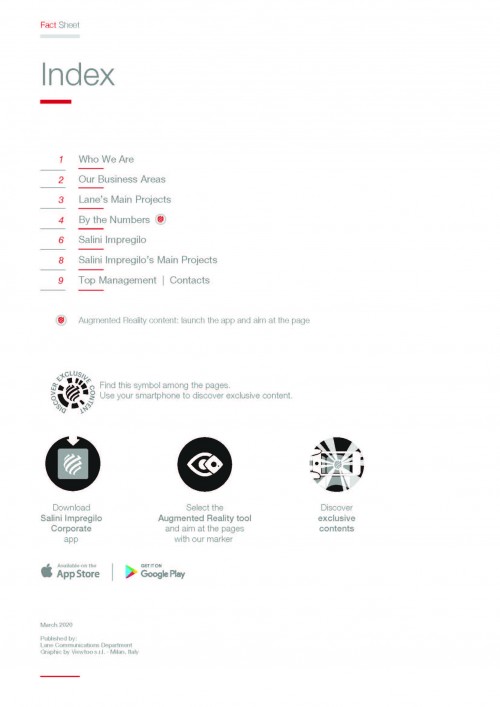 Fact Sheet
Index
1 Who We Are
2 Our Business Areas
3 Lane's Main Projects
4 By the Numbers
6 Salini Impregilo
8 Salini Impregilo's Main Projects
9 Top Management | Contacts
Augmented Reality content: launch the app and aim at the page
DISCOVER EXCLUSIVE CONTENT
Find this symbol among the pages.
Use your smartphone to discover exclusive content.
Download
Salini Impregilo
Corporate
app
Select the
Augmented Reality tool
and aim at the pages
with our marker
Discover
exclusive
contents
Available on the
App Store
GET IT ON
Google Play
March 2020
Published by:
Lane Communications Department
Graphic by s.r.l. - Milan, Italy